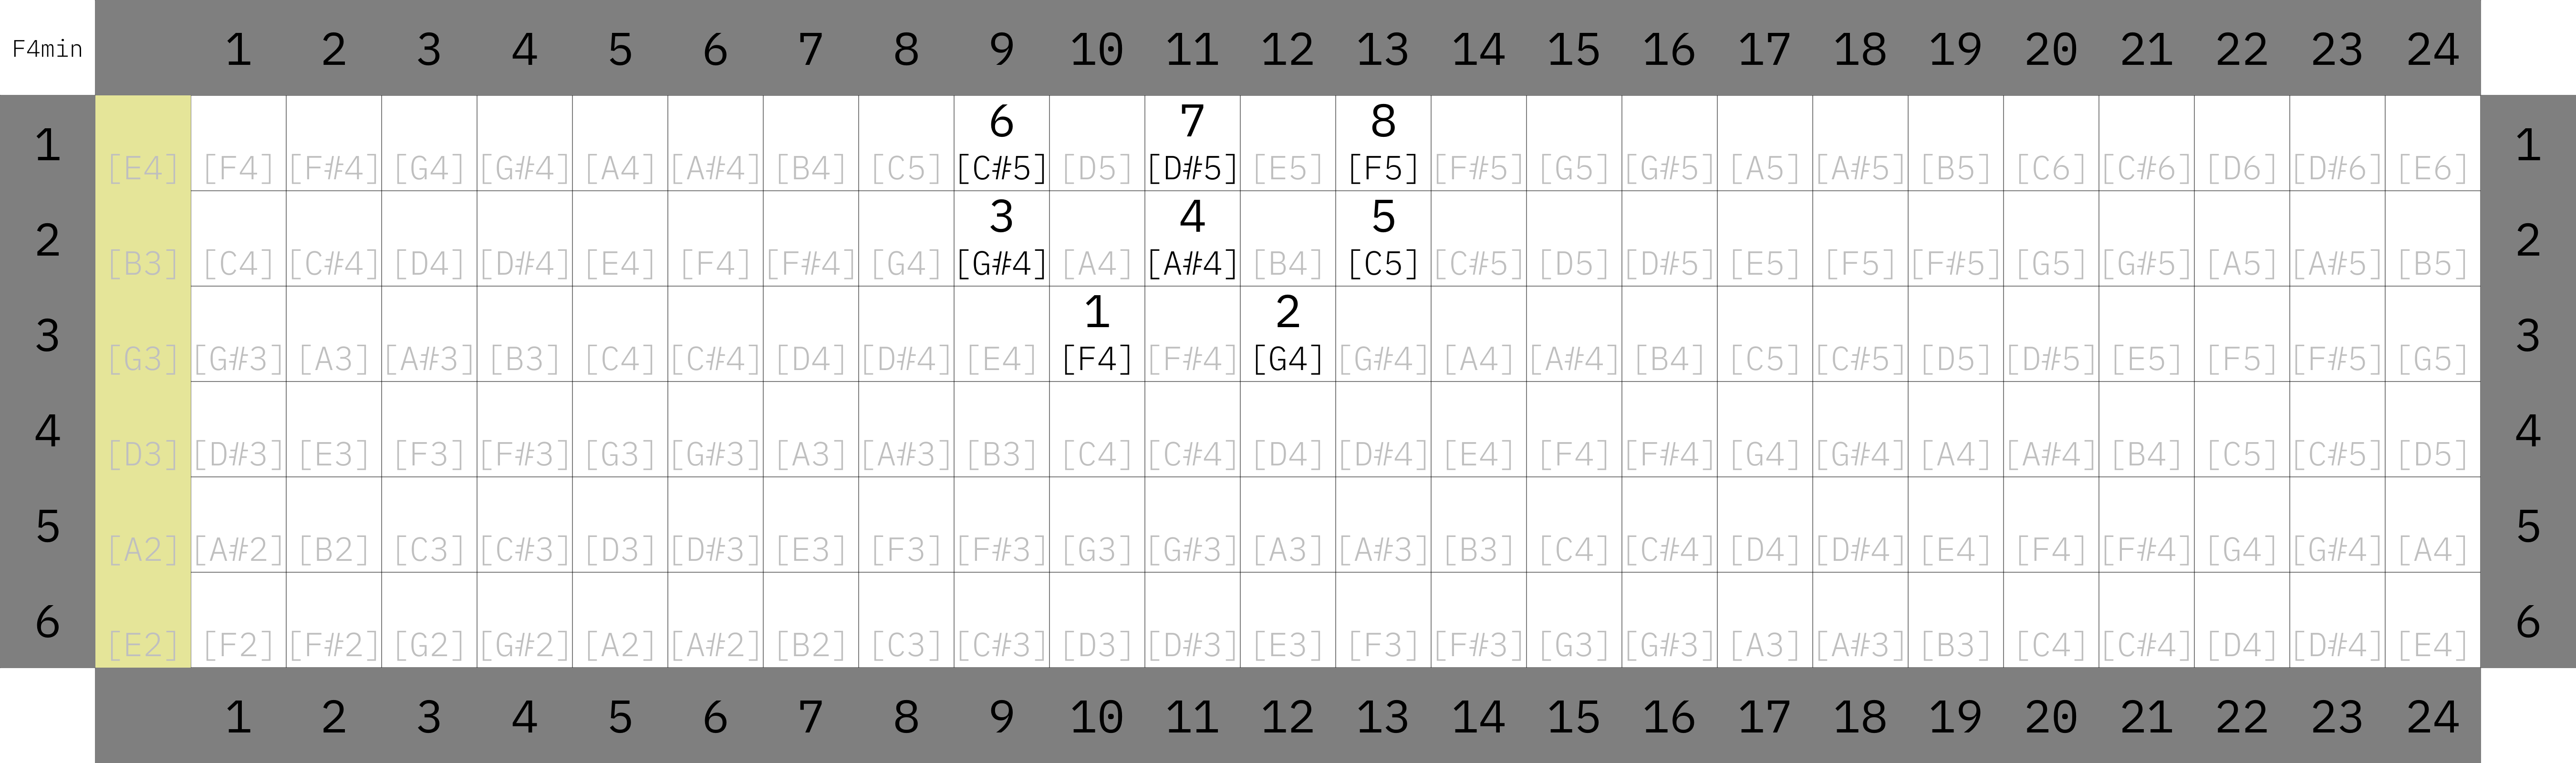 F4min 1 2 3 4 5 6 7 8 9 10 11 12 13 14 15 16 17 18 19 20 21 22 23 24
6 7 8
1 [E4] [F4] [F#4] [G4] [G#4] [A4] [A#4] [B4] [C5] [C#5] [D5] [D#5] [E5] [F5] [F#5] [G5] [G#5] [A5] [A#5] [B5] [C6] [C#6] [D6] [D#6] [E6] 1
3 4 5
2 [B3] [C4] [C#4] [D4] [D#4] [E4] [F4] [F#4] [G4] [G#4] [A4] [A#4] [B4] [C5] [C#5] [D5] [D#5] [E5] [F5] [F#5] [G5] [G#5] [A5] [A#5] [B5] 2
1 2
3 [G3] [G#3] [A3] [A#3] [B3] [C4] [C#4] [D4] [D#4] [E4] [F4] [F#4] [G4] [G#4] [A4] [A#4] [B4] [C5] [C#5] [D5] [D#5] [E5] [F5] [F#5] [G5] 3
4 [D3] [D#3] [E3] [F3] [F#3] [G3] [G#3] [A3] [A#3] [B3] [C4] [C#4] [D4] [D#4] [E4] [F4] [F#4] [G4] [G#4] [A4] [A#4] [B4] [C5] [C#5] [D5] 4
5 [A2] [A#2] [B2] [C3] [C#3] [D3] [D#3] [E3] [F3] [F#3] [G3] [G#3] [A3] [A#3] [B3] [C4] [C#4] [D4] [D#4] [E4] [F4] [F#4] [G4] [G#4] [A4] 5
6 [E2] [F2] [F#2] [G2] [G#2] [A2] [A#2] [B2] [C3] [C#3] [D3] [D#3] [E3] [F3] [F#3] [G3] [G#3] [A3] [A#3] [B3] [C4] [C#4] [D4] [D#4] [E4] 6
1 2 3 4 5 6 7 8 9 10 11 12 13 14 15 16 17 18 19 20 21 22 23 24